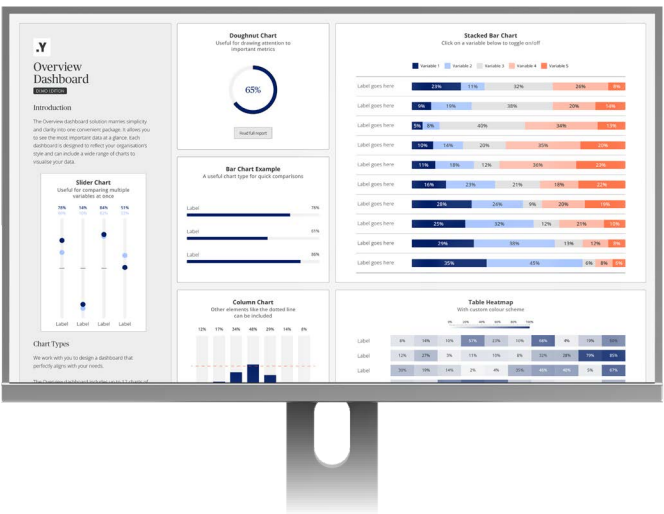 .Y
Overview
Dashboard
DEMO EDITION
Introduction
The Overview dashboard solution marries simplicity
and clarity into one convenient package. It allows you
to see the most important data at a glance. Each
dashboard is designed to reflect your organisation's
style and can include a wide range of charts to
visualise your data.
Slider Chart
Useful for comparing multiple
variables at once
Label Label Label Label
Chart Types
We work with you to design a dashboard that
perfectly aligns with your needs.
Doughnut Chart
Useful for drawing attention to
important metrics
65%
Read full report
Bar Chart Example
A useful chart type for quick comparisons
Label
Label
Label
Column Chart
Other elements like the dotted line
can be included
12% 17% 34% 48% 29% 14% 6%
Stacked Bar Chart
Click on a variable below to toggle on/off
Variable 1 Variable 2 Variable 3 Variable 4 Variable 5
Label goes here 23% 11% 32% 26% 8%
Label goes here 9% 19% 38% 20% 14%
Label goes here 5% 8% 40% 34% 13%
Label goes here 10% 14% 20% 35%
Label goes here 11% 18% 12% 36% 23%
Label goes here 16% 23% 21% 18% 22%
Label goes here 28% 24% 9% 20% 19%
Label goes here 25% 32% 12% 21%
Label goes here 29% 13% 12% 9%
Label goes here 35% 45% 6% 8% 6%
Table Heatmap
With custom colour scheme
Label
Label 12% 27% 3% 11% 19% 8%
Label